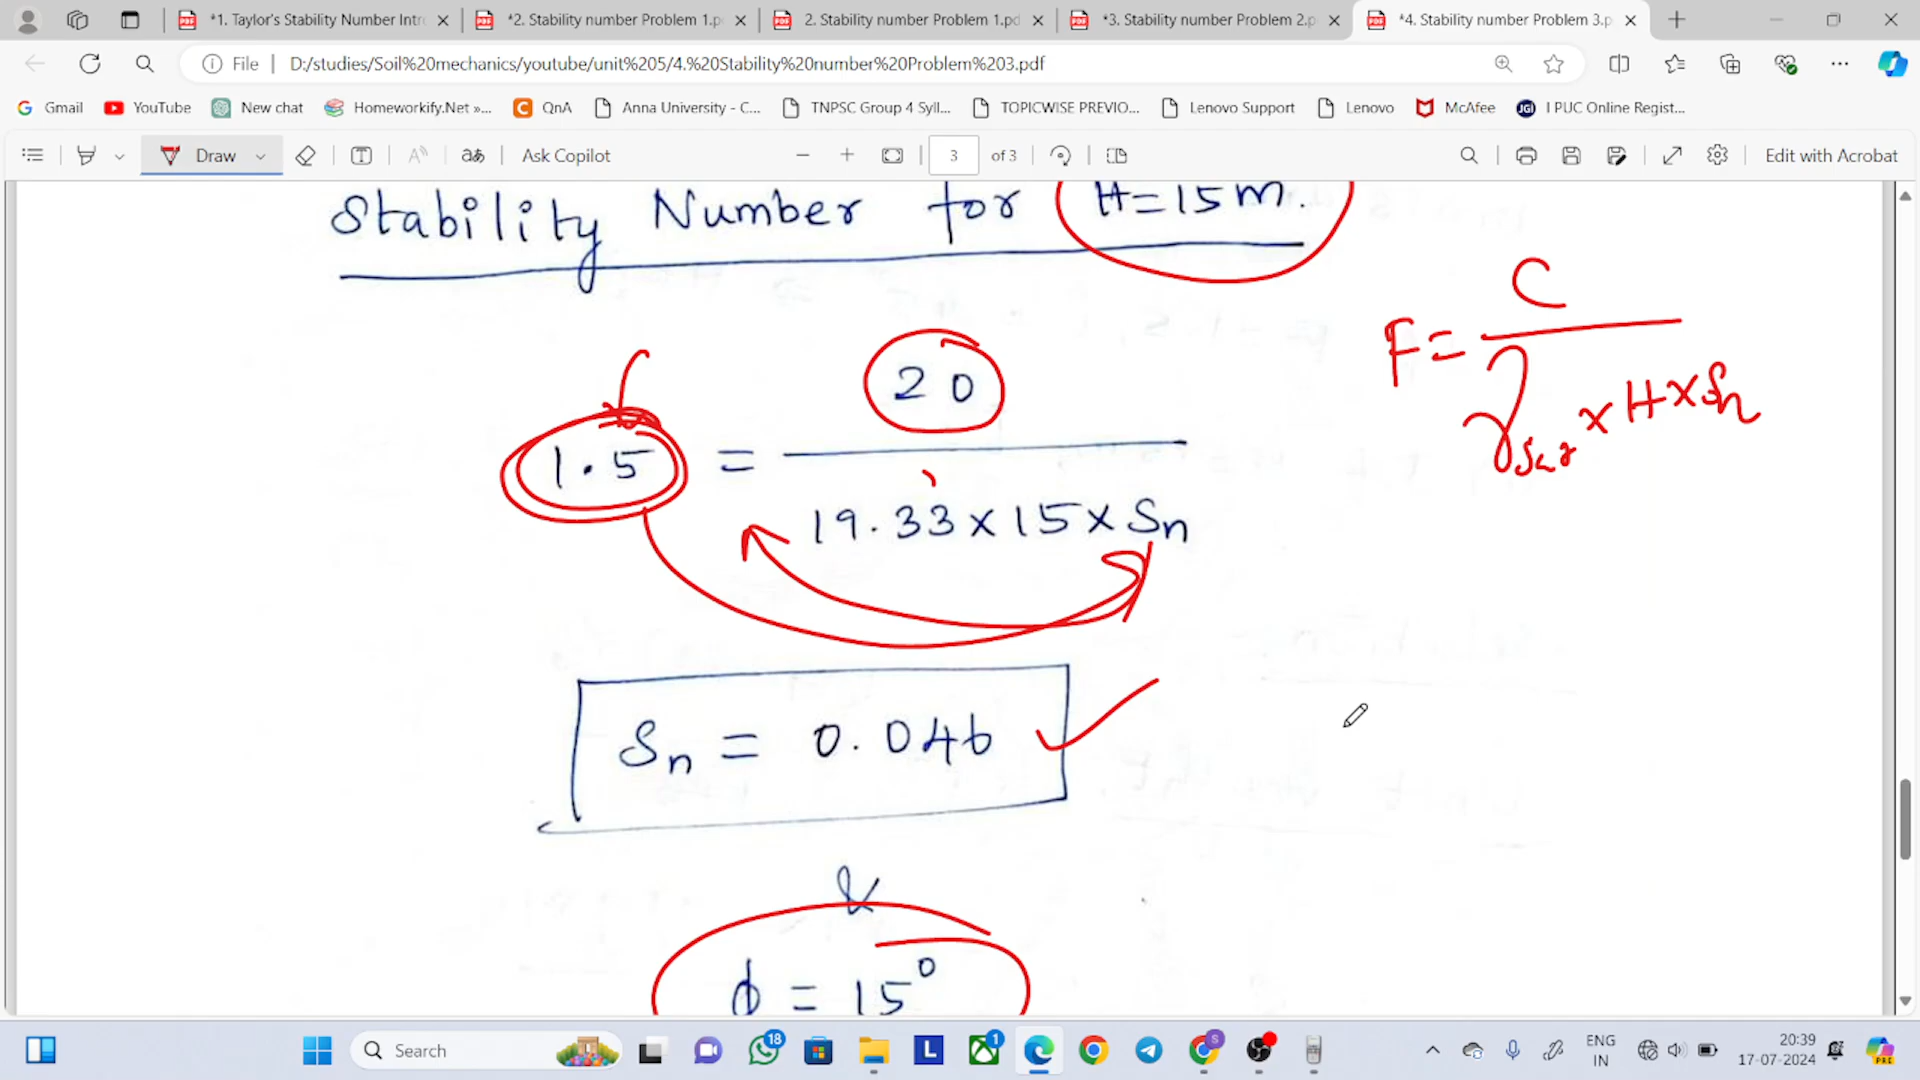 *1. Taylor's Stability Number Intr
*2. Stability number Problem 1.p
2. Stability number Problem 1.pd
*3. Stability number Problem 2.p
*4. Stability number Problem 3.p
File
D:/studies/Soil%20mechanics/youtube/unit%205/4.%20Stability%20number%20Problem%203.pdf
Gmail
YouTube
New chat
Homeworkify.Net »...
QnA
Anna University - C...
TNPSC Group 4 Syll...
TOPICWISE PREVIO...
Lenovo Support
Lenovo
McAfee
I PUC Online Regist...
Draw
aあ
Ask Copilot
3
of 3
Edit with Acrobat
Stability Number for H=15m.
F = C
γsat × H × Sn
1.5 = 20
19.33×15×Sn
Sn = 0.046
&
ϕ = 15°
Search
18
1
ENG
IN
20:39
17-07-2024